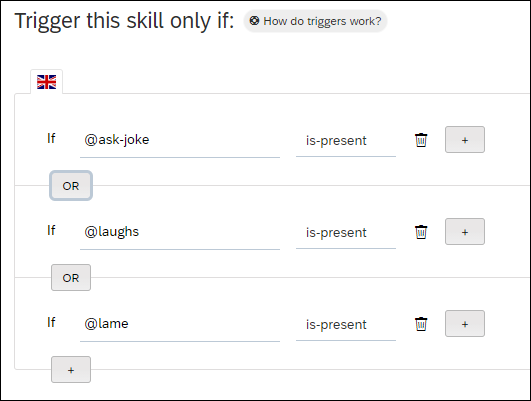 Trigger this skill only if: How do triggers work?
If @ask-joke is-present +
OR
If @laughs is-present +
OR
If @lame is-present +
+